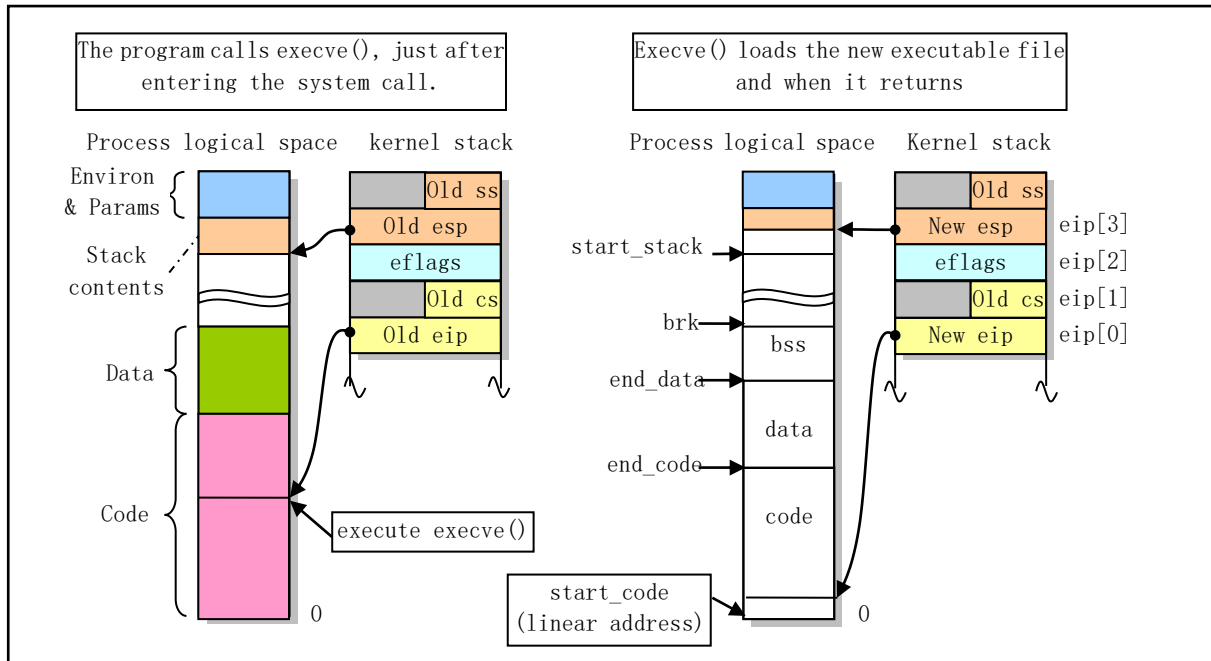 The program calls execve(), just after
entering the system call.
Execve() loads the new executable file
and when it returns
Process logical space
kernel stack
Process logical space
Kernel stack
Environ
& Params
Stack
contents
Data
Code
Old ss
Old esp
eflags
Old cs
Old eip
execute execve()
0
start_stack
brk
end_data
end_code
start_code
(linear address)
bss
data
code
0
Old ss
New esp
eflags
Old cs
New eip
eip[3]
eip[2]
eip[1]
eip[0]